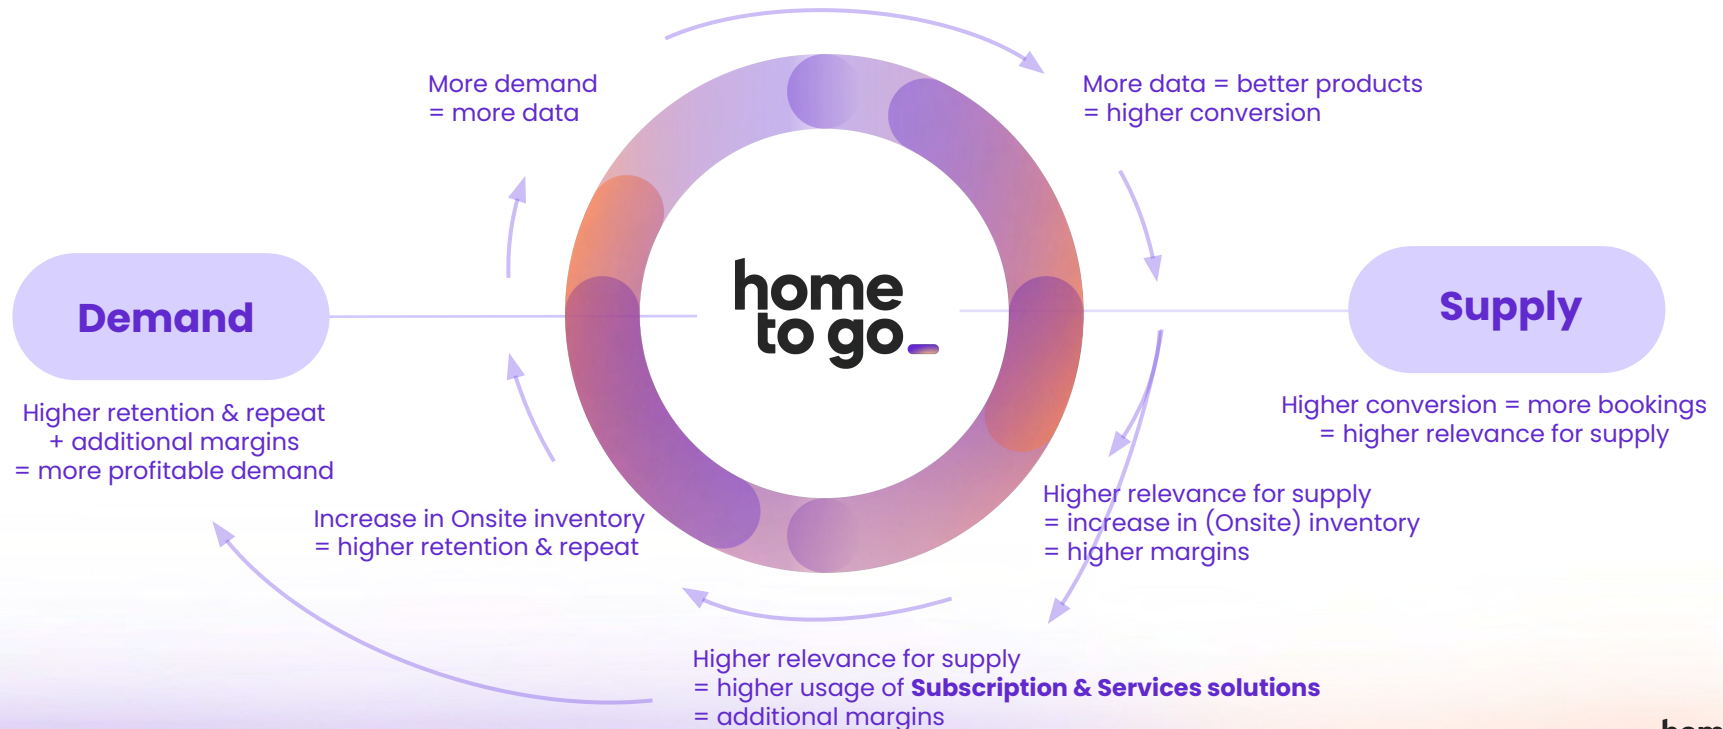 More demand
= more data
More data = better products
= higher conversion
home
to go_
Demand
Supply
Higher retention & repeat
+ additional margins
= more profitable demand
Higher conversion = more bookings
= higher relevance for supply
Increase in Onsite inventory
= higher retention & repeat
Higher relevance for supply
= increase in (Onsite) inventory
= higher margins
Higher relevance for supply
= higher usage of Subscription & Services solutions
= additional margins